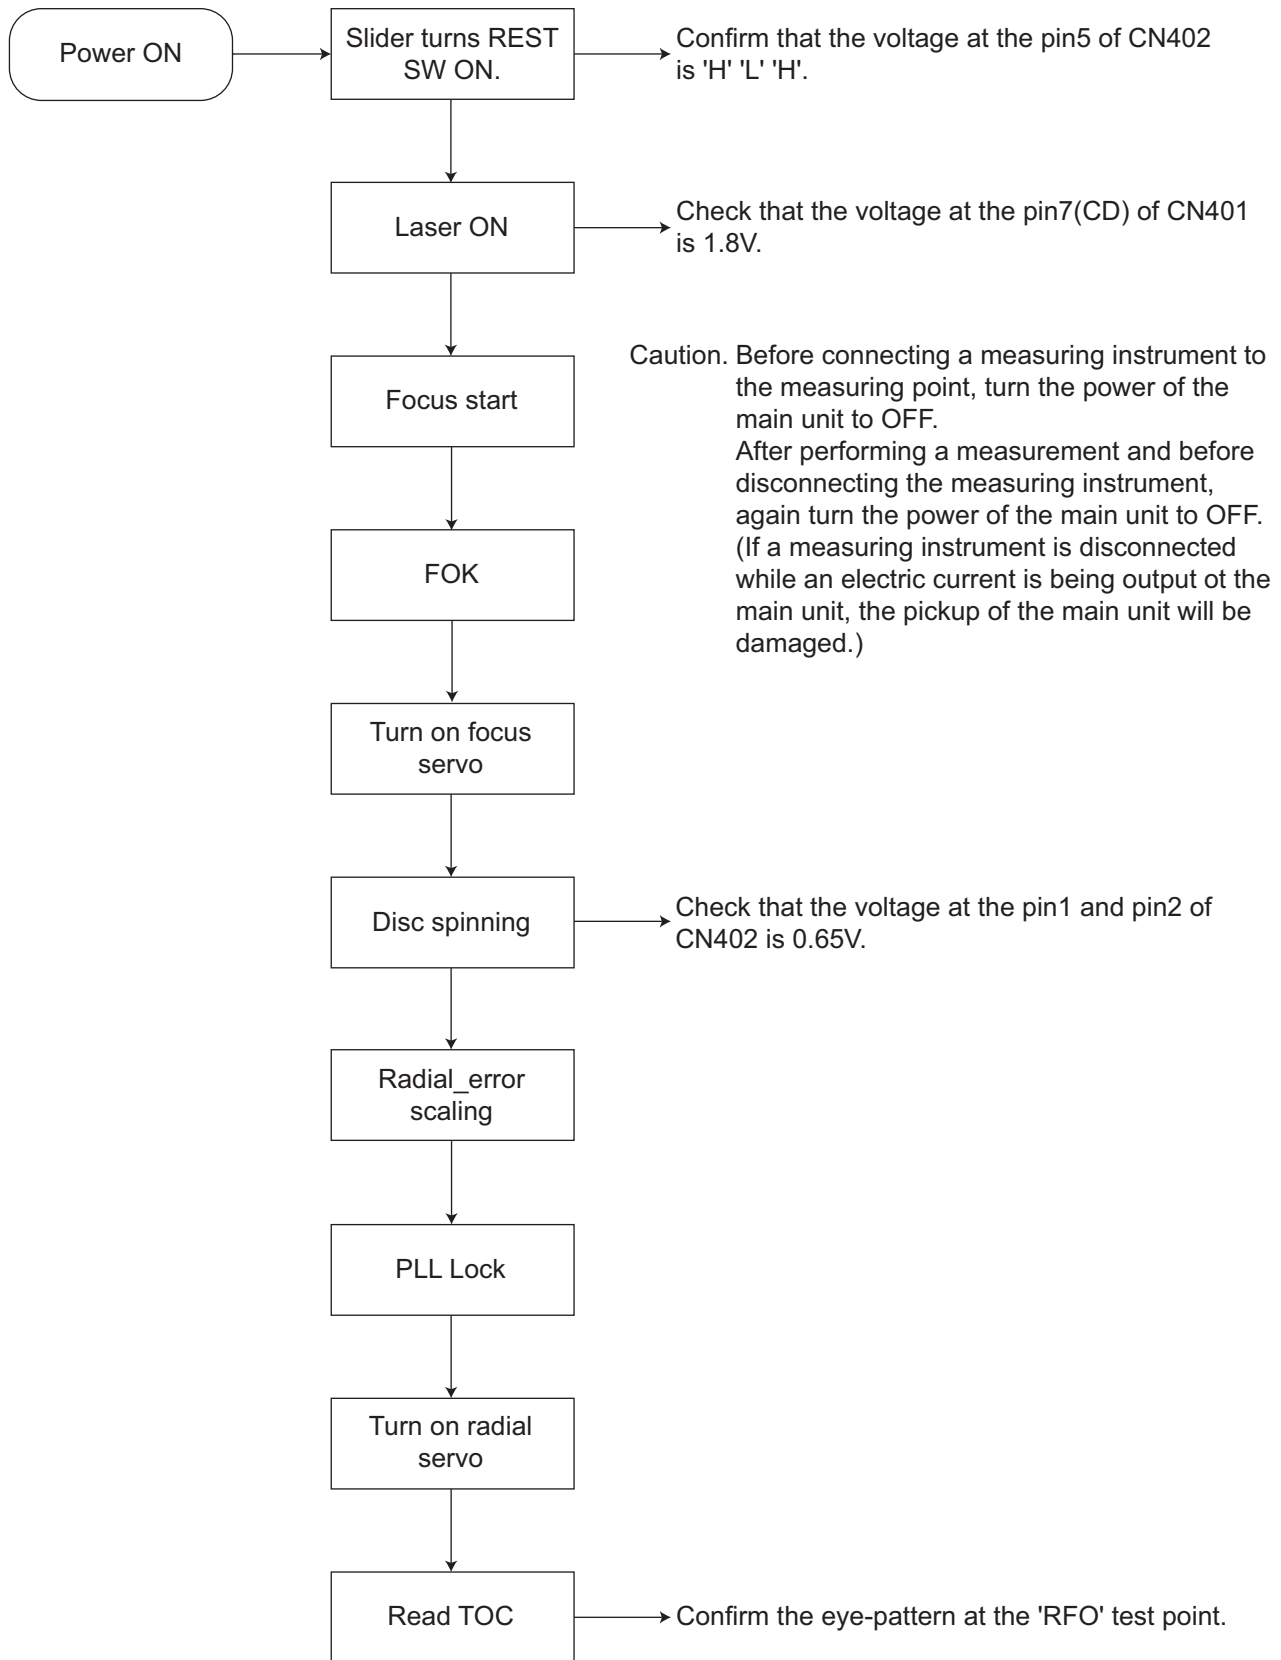 Power ON
Slider turns REST
SW ON.
Confirm that the voltage at the pin5 of CN402
is 'H' 'L' 'H'.
Laser ON
Check that the voltage at the pin7(CD) of CN401
is 1.8V.
Focus start
Caution. Before connecting a measuring instrument to
the measuring point, turn the power of the
main unit to OFF.
After performing a measurement and before
disconnecting the measuring instrument,
again turn the power of the main unit to OFF.
(If a measuring instrument is disconnected
while an electric current is being output ot the
main unit, the pickup of the main unit will be
damaged.)
FOK
Turn on focus
servo
Disc spinning
Check that the voltage at the pin1 and pin2 of
CN402 is 0.65V.
Radial_error
scaling
PLL Lock
Turn on radial
servo
Read TOC
Confirm the eye-pattern at the 'RFO' test point.